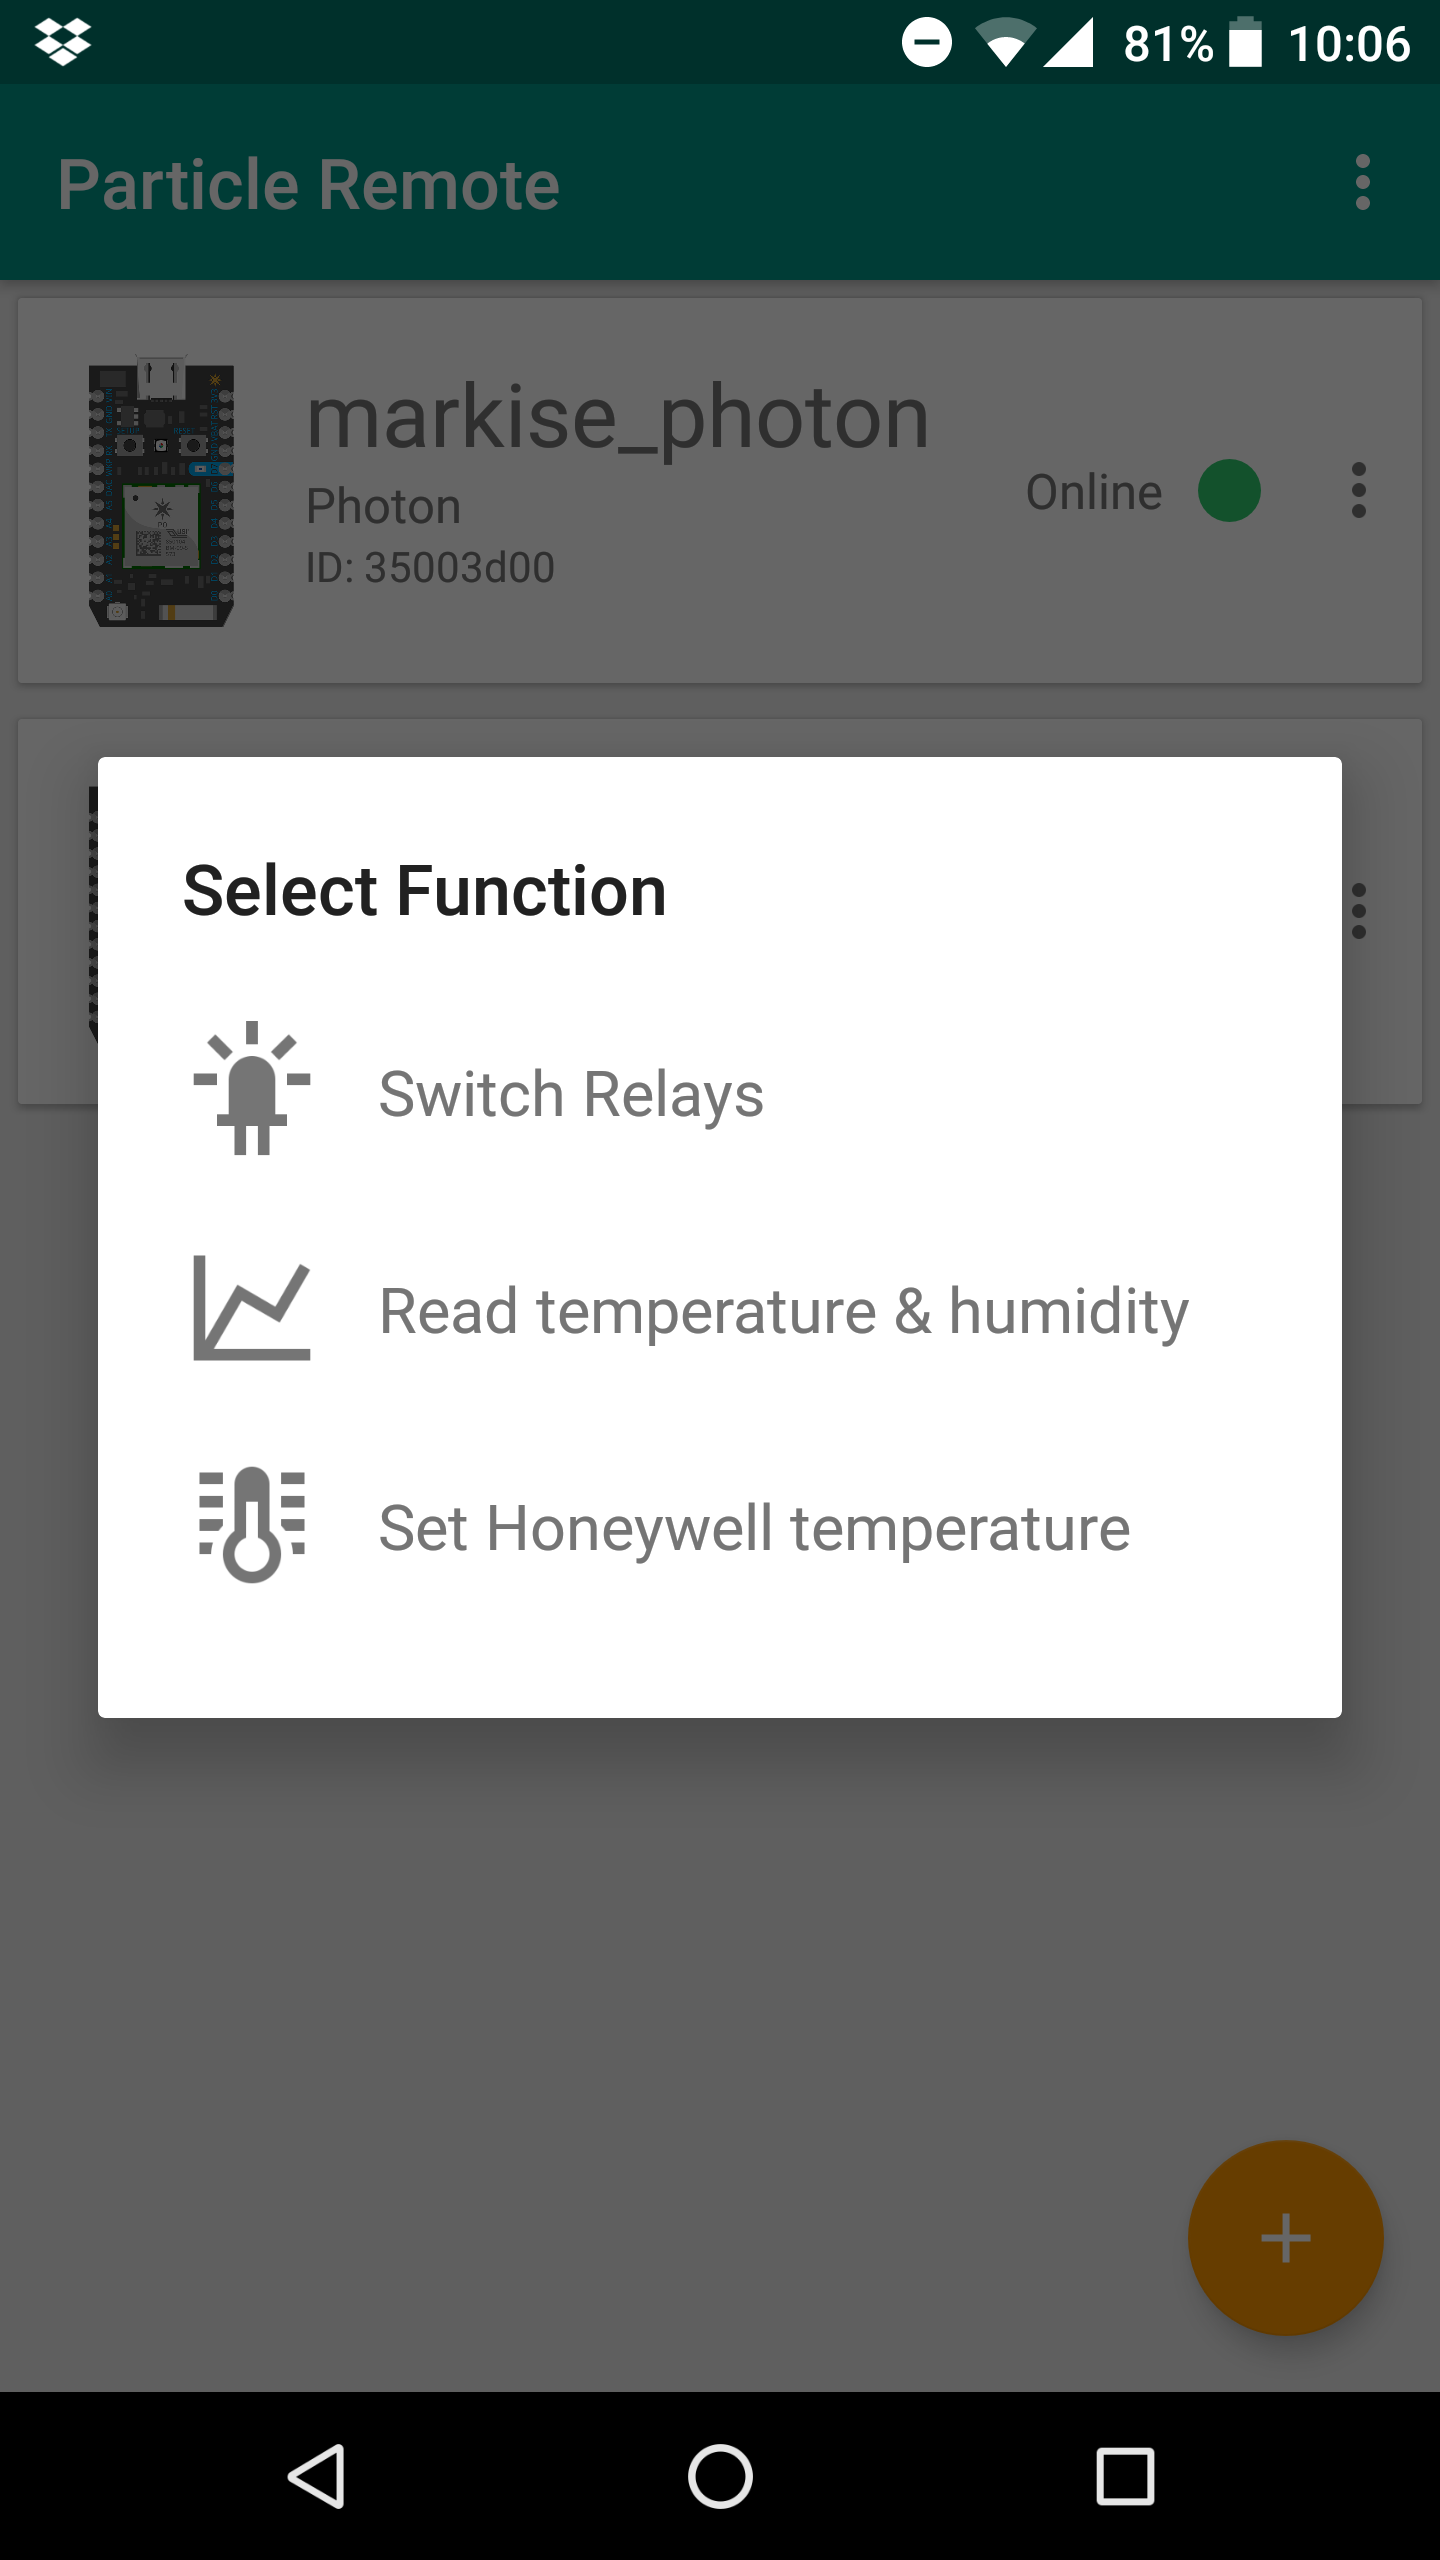 81% 10:06
Particle Remote
markise_photon
Photon
Online
ID: 35003d00
Select Function
Switch Relays
Read temperature & humidity
Set Honeywell temperature